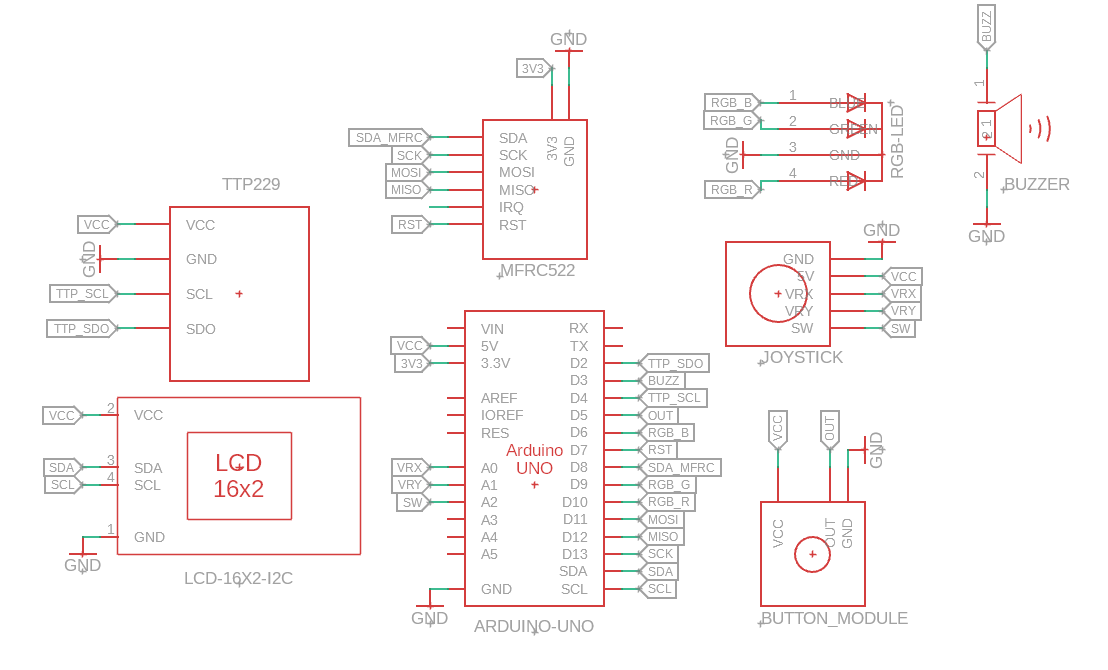 TTP229
VCC
TTP_SCL
TTP_SDO
GND
VCC
GND
SCL
SDO
GND
3V3
SDA_MFRC
SCK
MOSI
MISO
RST
SDA
SCK
MOSI
MISO
IRQ
RST
3V3
GND
MFRC522
RGB_B
RGB_G
GND
RGB_R
1
2
3
4
BLUE
GREEN
GND
RED
RGB-LED
BUZZ
1
2 1
2
BUZZER
GND
GND
GND
5V
VRX
VRY
SW
VCC
VRX
VRY
SW
JOYSTICK
VCC
SDA
SCL
GND
2
3
4
1
VCC
SDA
SCL
GND
LCD
16x2
LCD-16X2-I2C
VCC
3V3
VRX
VRY
SW
GND
VIN
5V
3.3V
AREF
IOREF
RES
A0
A1
A2
A3
A4
A5
GND
Arduino
UNO
RX
TX
D2
D3
D4
D5
D6
D7
D8
D9
D10
D11
D12
D13
SDA
SCL
TTP_SDO
BUZZ
TTP_SCL
OUT
RGB_B
RST
SDA_MFRC
RGB_G
RGB_R
MOSI
MISO
SCK
SDA
SCL
ARDUINO-UNO
VCC
OUT
GND
VCC
OUT
GND
BUTTON_MODULE